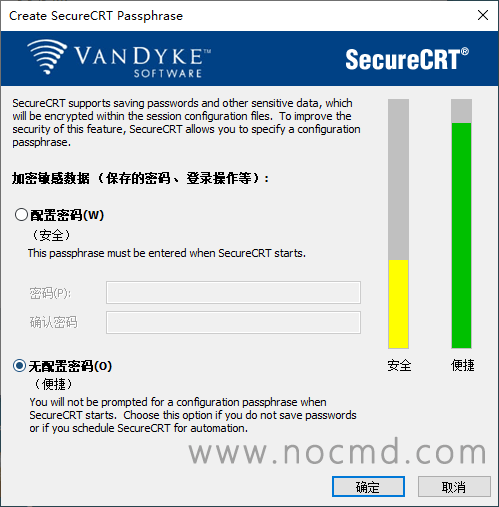 Create SecureCRT Passphrase
VANDYKE™
SOFTWARE
SecureCRT®
SecureCRT supports saving passwords and other sensitive data, which
will be encrypted within the session configuration files.  To improve the
security of this feature, SecureCRT allows you to specify a configuration
passphrase.
加密敏感数据（保存的密码、登录操作等）:
配置密码(W)
（安全）
This passphrase must be entered when SecureCRT starts.
密码(P):
确认密码
无配置密码(O)
（便捷）
You will not be prompted for a configuration passphrase when
SecureCRT starts.  Choose this option if you do not save passwords
or if you schedule SecureCRT for automation.
安全
便捷
www.nocmd.com
确定
取消